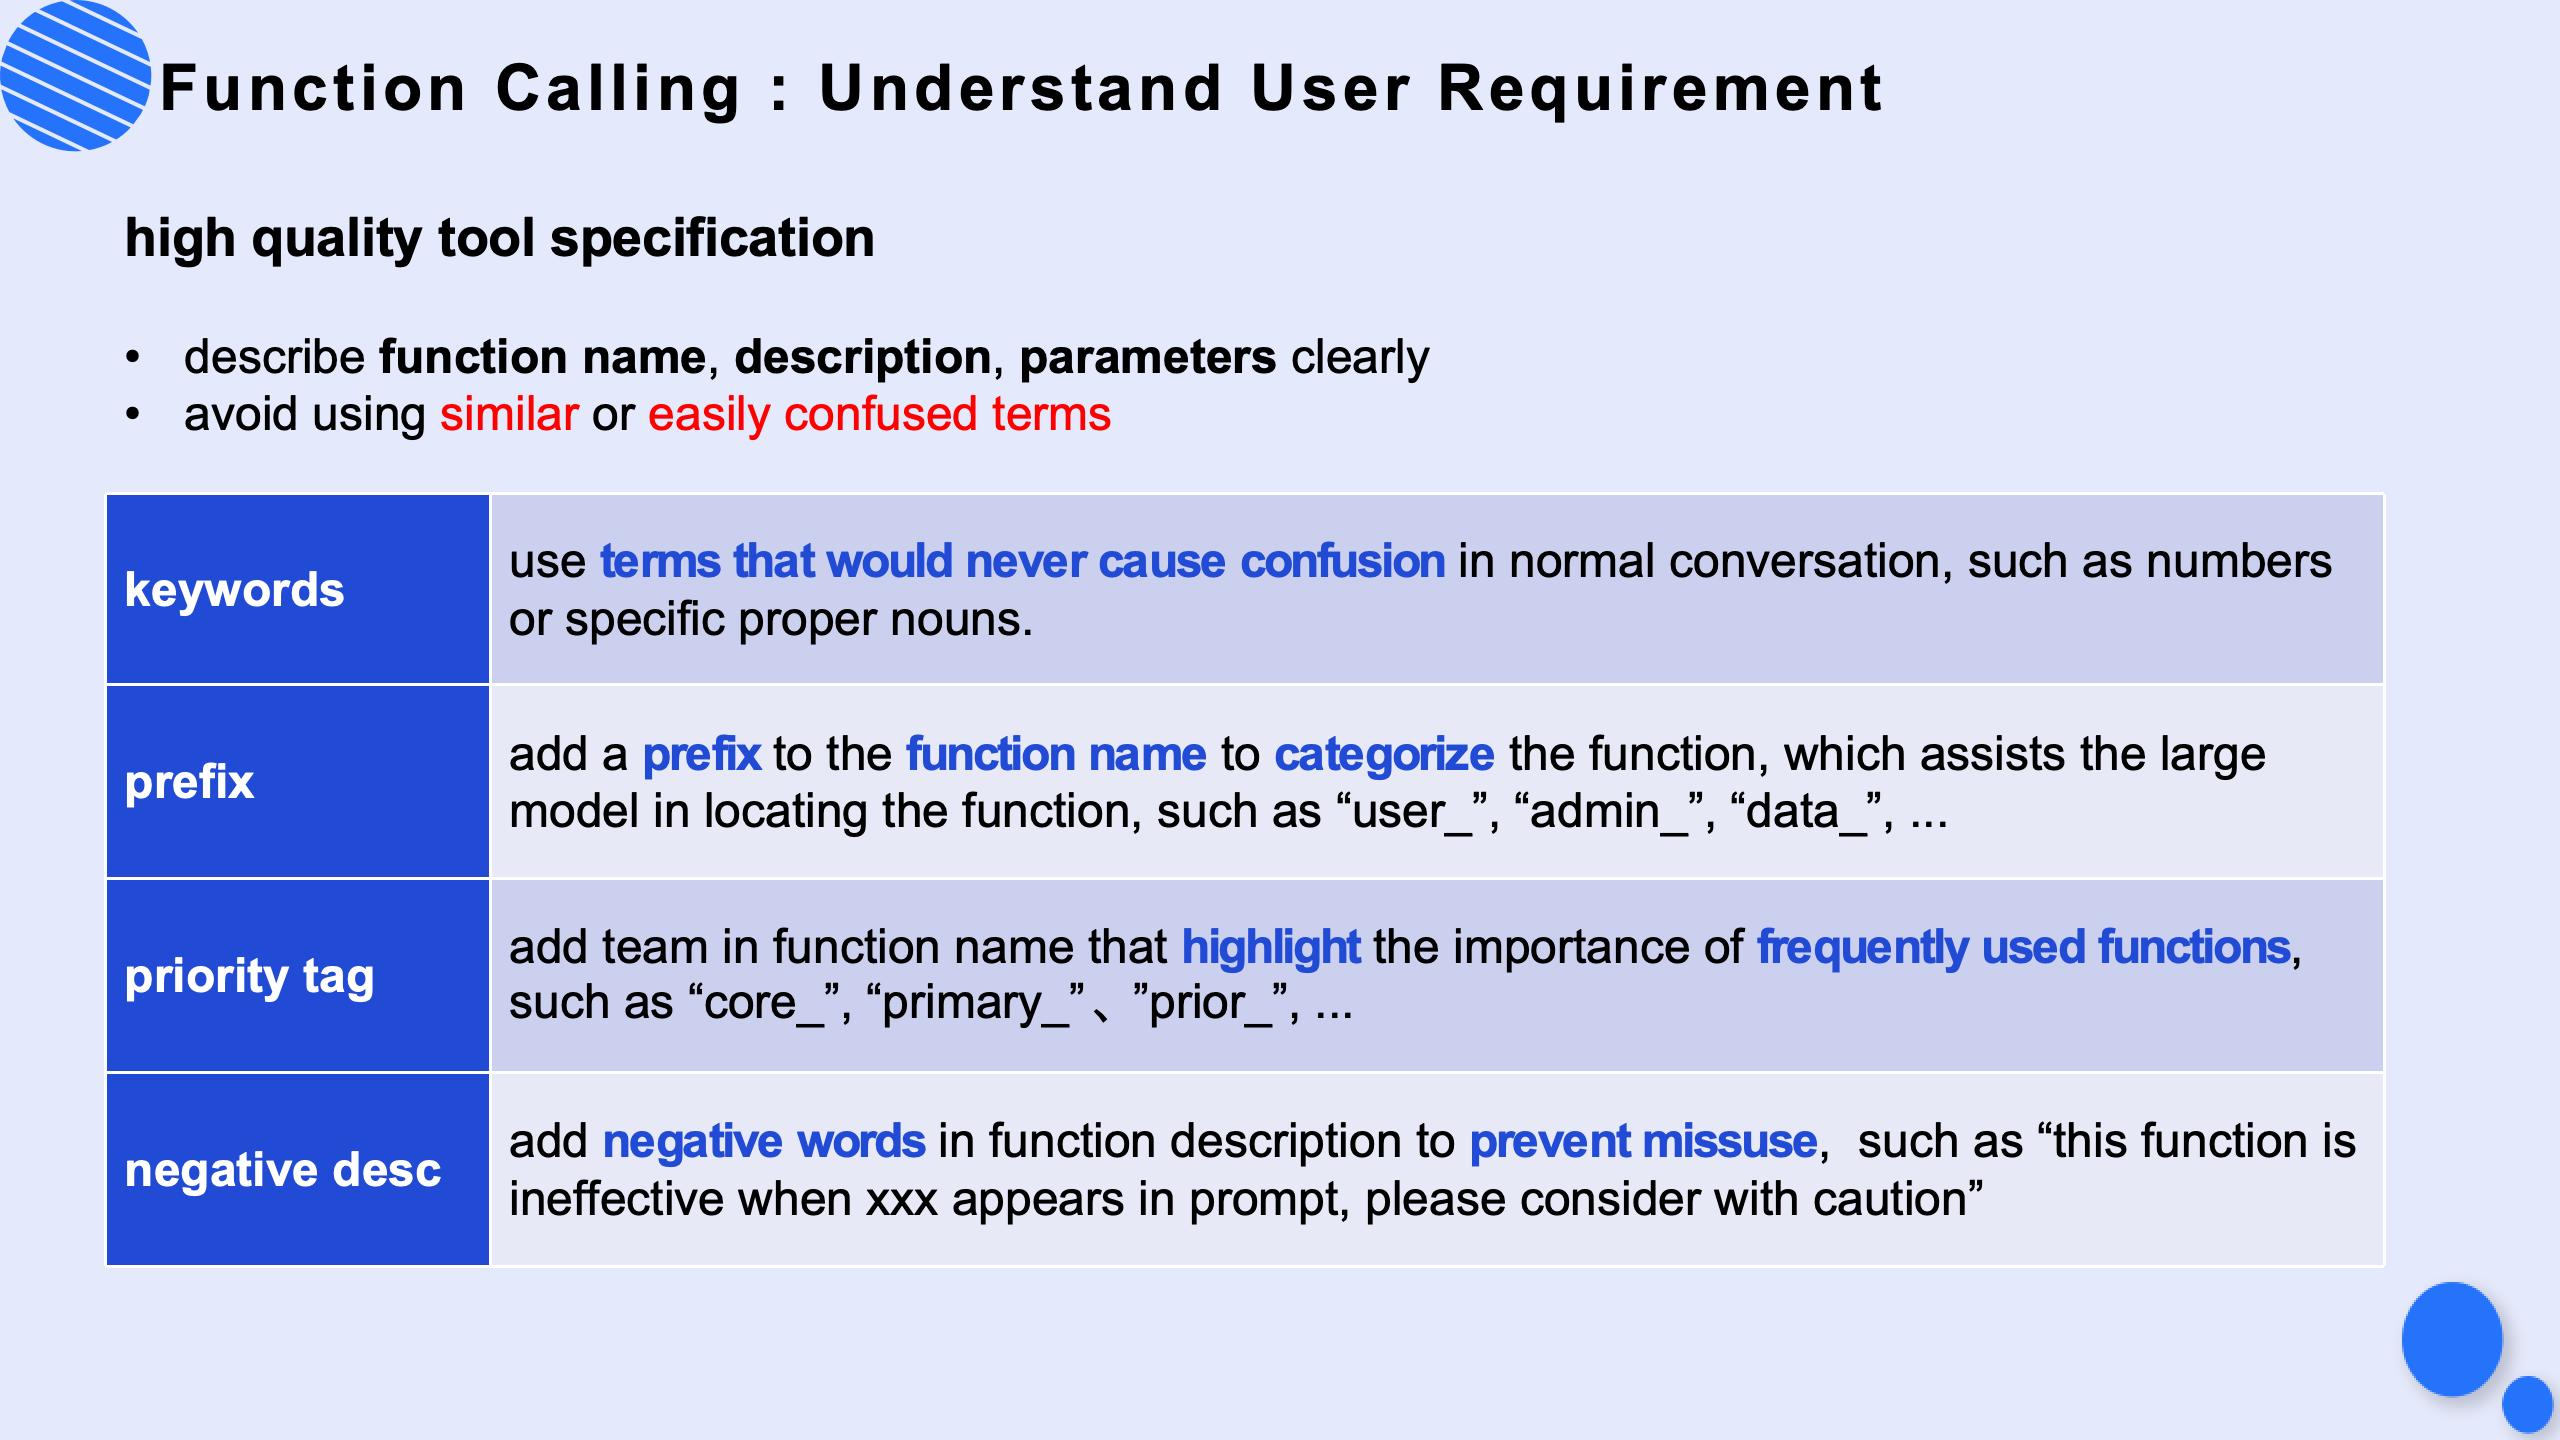 Function Calling : Understand User Requirement
high quality tool specification
• describe function name, description, parameters clearly
• avoid using similar or easily confused terms
keywords
use terms that would never cause confusion in normal conversation, such as numbers
or specific proper nouns.
prefix
add a prefix to the function name to categorize the function, which assists the large
model in locating the function, such as “user_”, “admin_”, “data_”, ...
priority tag
add team in function name that highlight the importance of frequently used functions,
such as “core_”, “primary_”、”prior_”, ...
negative desc
add negative words in function description to prevent missuse,  such as “this function is
ineffective when xxx appears in prompt, please consider with caution”